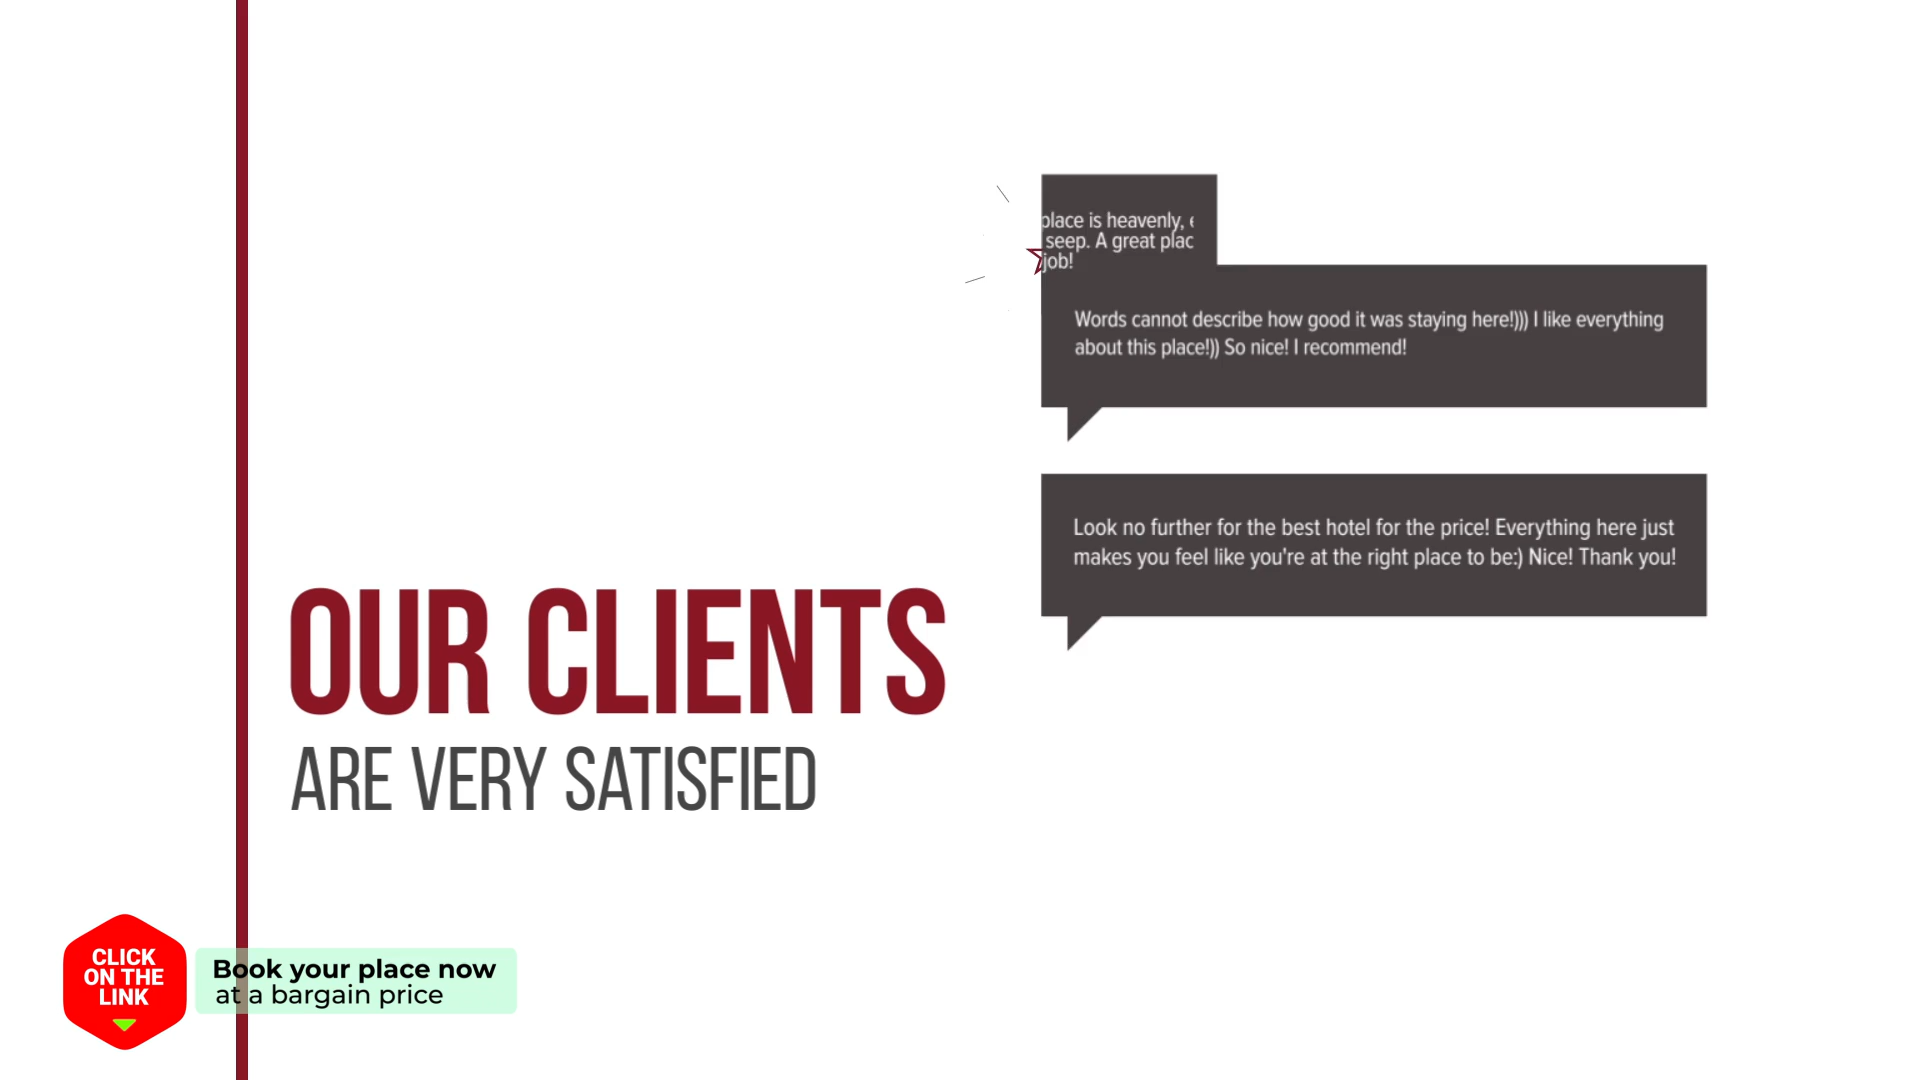 place is heavenly,
seep. A great plac
job!
Words cannot describe how good it was staying here!))) I like everything
about this place!)) So nice! I recommend!
Look no further for the best hotel for the price! Everything here just
makes you feel like you're at the right place to be:) Nice! Thank you!
OUR CLIENTS
ARE VERY SATISFIED
CLICK
ON THE
LINK
Book your place now
at a bargain price